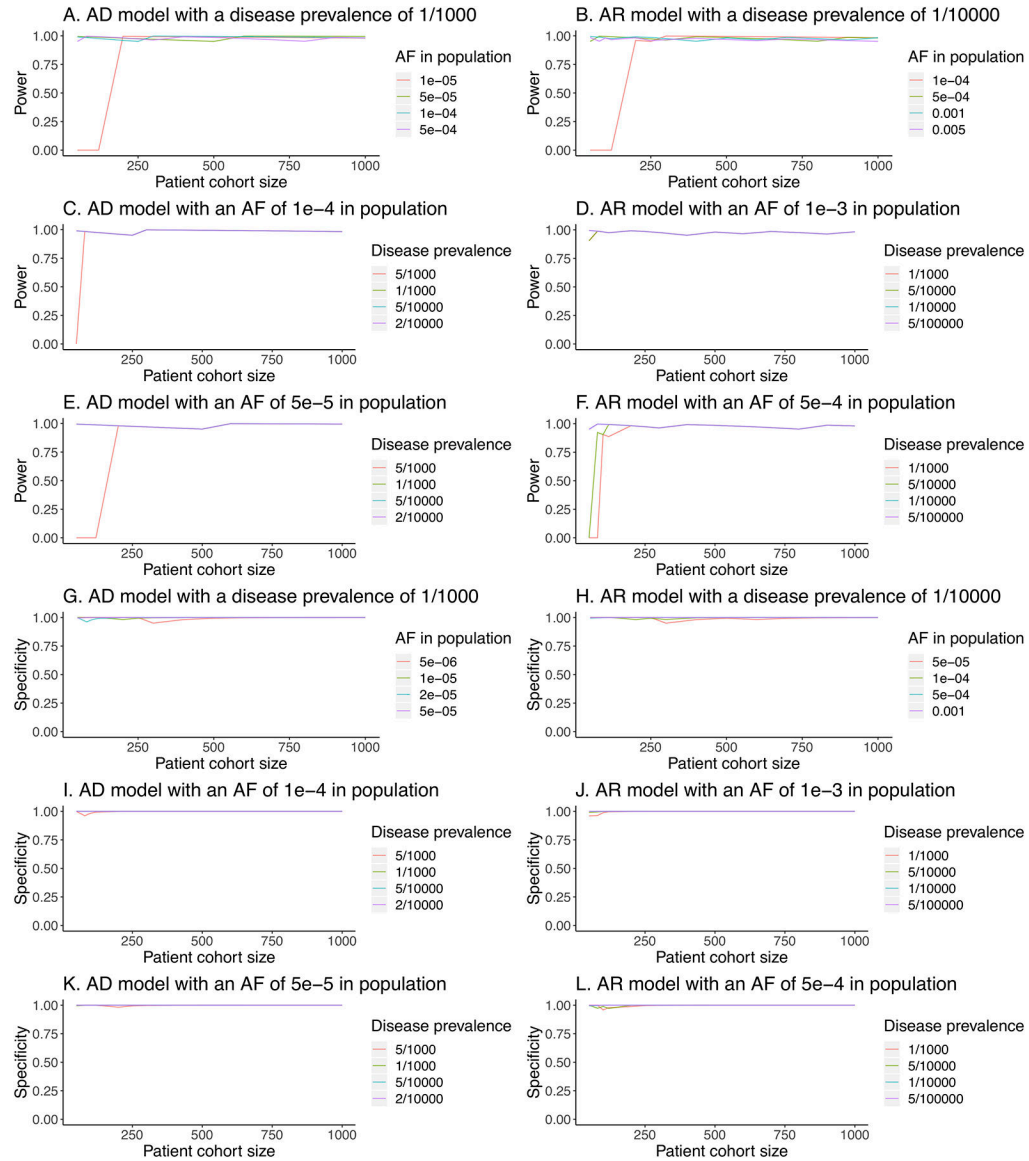 A. AD model with a disease prevalence of 1/1000
1.00
0.75
0.50
0.25
0.00
Power
250
500
750
1000
Patient cohort size
AF in population
1e−05
5e−05
1e−04
5e−04
B. AR model with a disease prevalence of 1/10000
1.00
0.75
0.50
0.25
0.00
Power
250
500
750
1000
Patient cohort size
AF in population
1e−04
5e−04
0.001
0.005
C. AD model with an AF of 1e−4 in population
1.00
0.75
0.50
0.25
0.00
Power
250
500
750
1000
Patient cohort size
Disease prevalence
5/1000
1/1000
5/10000
2/10000
D. AR model with an AF of 1e−3 in population
1.00
0.75
0.50
0.25
0.00
Power
250
500
750
1000
Patient cohort size
Disease prevalence
1/1000
5/10000
1/10000
5/100000
E. AD model with an AF of 5e−5 in population
1.00
0.75
0.50
0.25
0.00
Power
250
500
750
1000
Patient cohort size
Disease prevalence
5/1000
1/1000
5/10000
2/10000
F. AR model with an AF of 5e−4 in population
1.00
0.75
0.50
0.25
0.00
Power
250
500
750
1000
Patient cohort size
Disease prevalence
1/1000
5/10000
1/10000
5/100000
G. AD model with a disease prevalence of 1/1000
1.00
0.75
0.50
0.25
0.00
Specificity
250
500
750
1000
Patient cohort size
AF in population
5e−06
1e−05
2e−05
5e−05
H. AR model with a disease prevalence of 1/10000
1.00
0.75
0.50
0.25
0.00
Specificity
250
500
750
1000
Patient cohort size
AF in population
5e−05
1e−04
5e−04
0.001
I. AD model with an AF of 1e−4 in population
1.00
0.75
0.50
0.25
0.00
Specificity
250
500
750
1000
Patient cohort size
Disease prevalence
5/1000
1/1000
5/10000
2/10000
J. AR model with an AF of 1e−3 in population
1.00
0.75
0.50
0.25
0.00
Specificity
250
500
750
1000
Patient cohort size
Disease prevalence
1/1000
5/10000
1/10000
5/100000
K. AD model with an AF of 5e−5 in population
1.00
0.75
0.50
0.25
0.00
Specificity
250
500
750
1000
Patient cohort size
Disease prevalence
5/1000
1/1000
5/10000
2/10000
L. AR model with an AF of 5e−4 in population
1.00
0.75
0.50
0.25
0.00
Specificity
250
500
750
1000
Patient cohort size
Disease prevalence
1/1000
5/10000
1/10000
5/100000